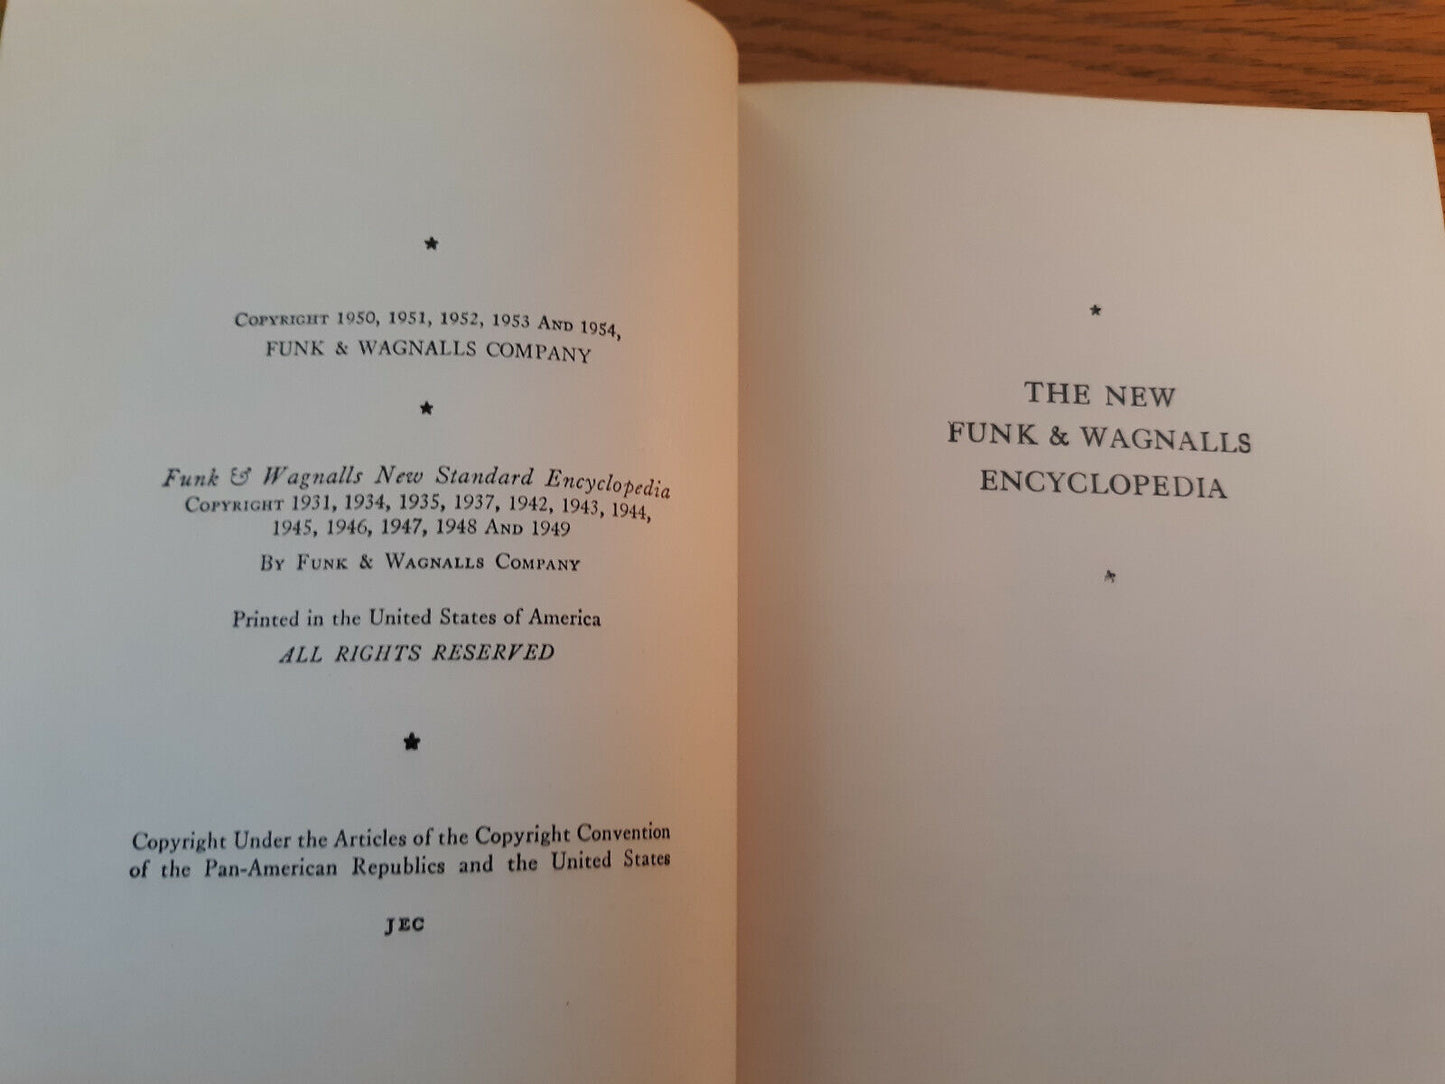 Copyright 1950, 1951, 1952, 1953 And 1954,
FUNK & WAGNALLS COMPANY
Funk & Wagnalls New Standard Encyclopedia
Copyright 1931, 1934, 1935, 1937, 1942, 1943, 1944,
1945, 1946, 1947, 1948 And 1949
By Funk & Wagnalls Company
Printed in the United States of America
ALL RIGHTS RESERVED
Copyright Under the Articles of the Copyright Convention
of the Pan-American Republics and the United States
JEC
THE NEW
FUNK & WAGNALLS
ENCYCLOPEDIA